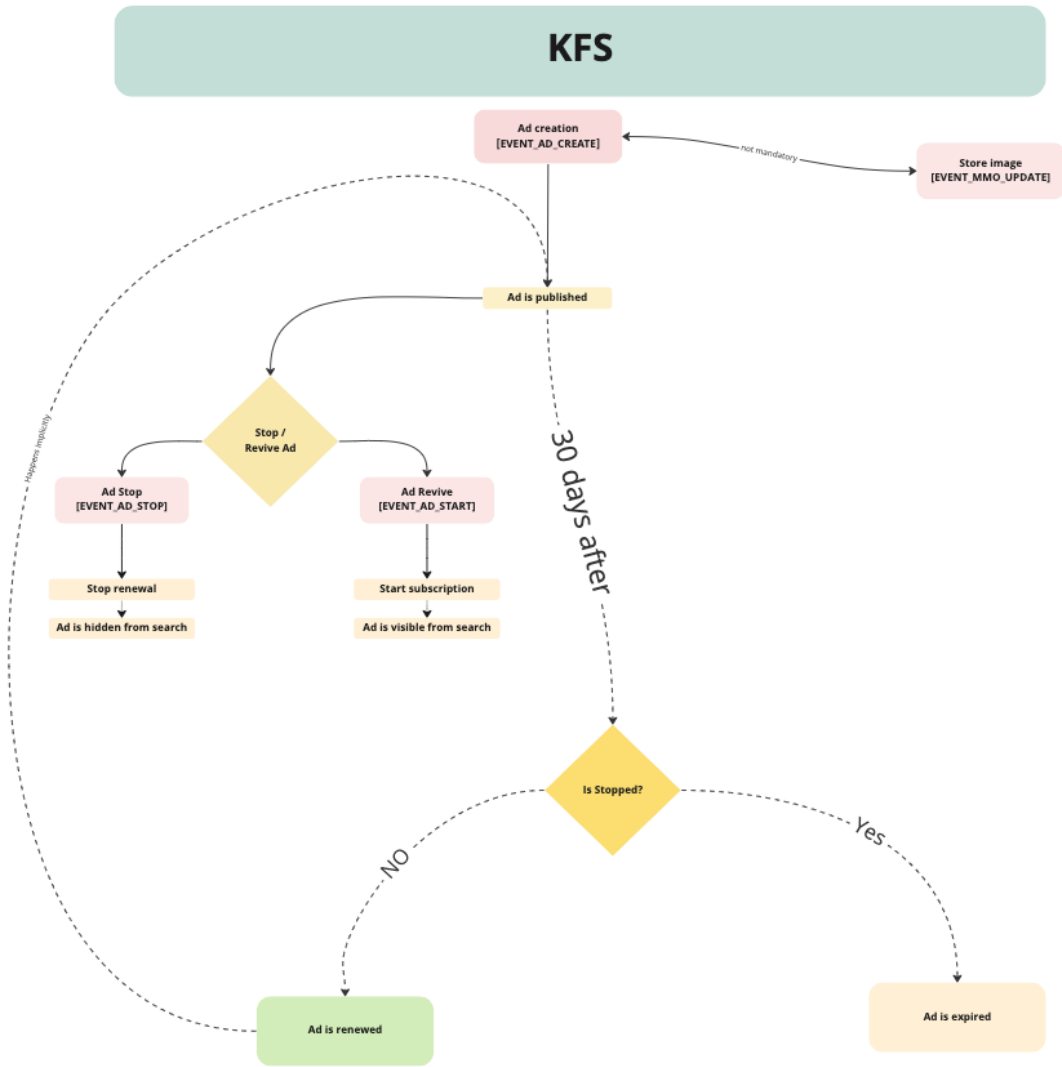 KFS
Ad creation
[EVENT_AD_CREATE]
not mandatory
Store image
[EVENT_MMO_UPDATE]
Ad is published
Happens implicitly
30 days after
Stop /
Revive Ad
Ad Stop
[EVENT_AD_STOP]
Ad Revive
[EVENT_AD_START]
Stop renewal
Start subscription
Ad is hidden from search
Ad is visible from search
Is Stopped?
NO
Yes
Ad is renewed
Ad is expired